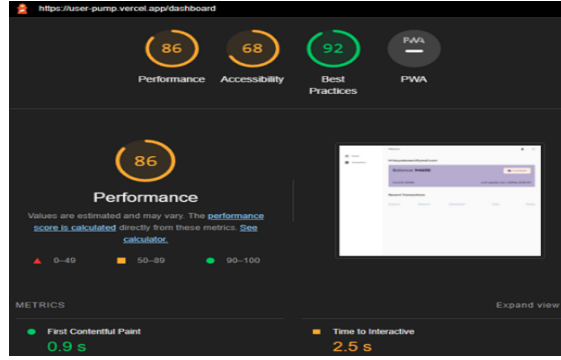 https://user-pump.vercel.app/dashboard
86
68
92
PWA
Performance
Accessibility
Best
Practices
PWA
86
Performance
Values are estimated and may vary. The performance
score is calculated directly from these metrics. See
calculator.
0–49
50–89
90–100
Recent Transactions
METRICS
Expand view
First Contentful Paint
0.9 s
Time to Interactive
2.5 s